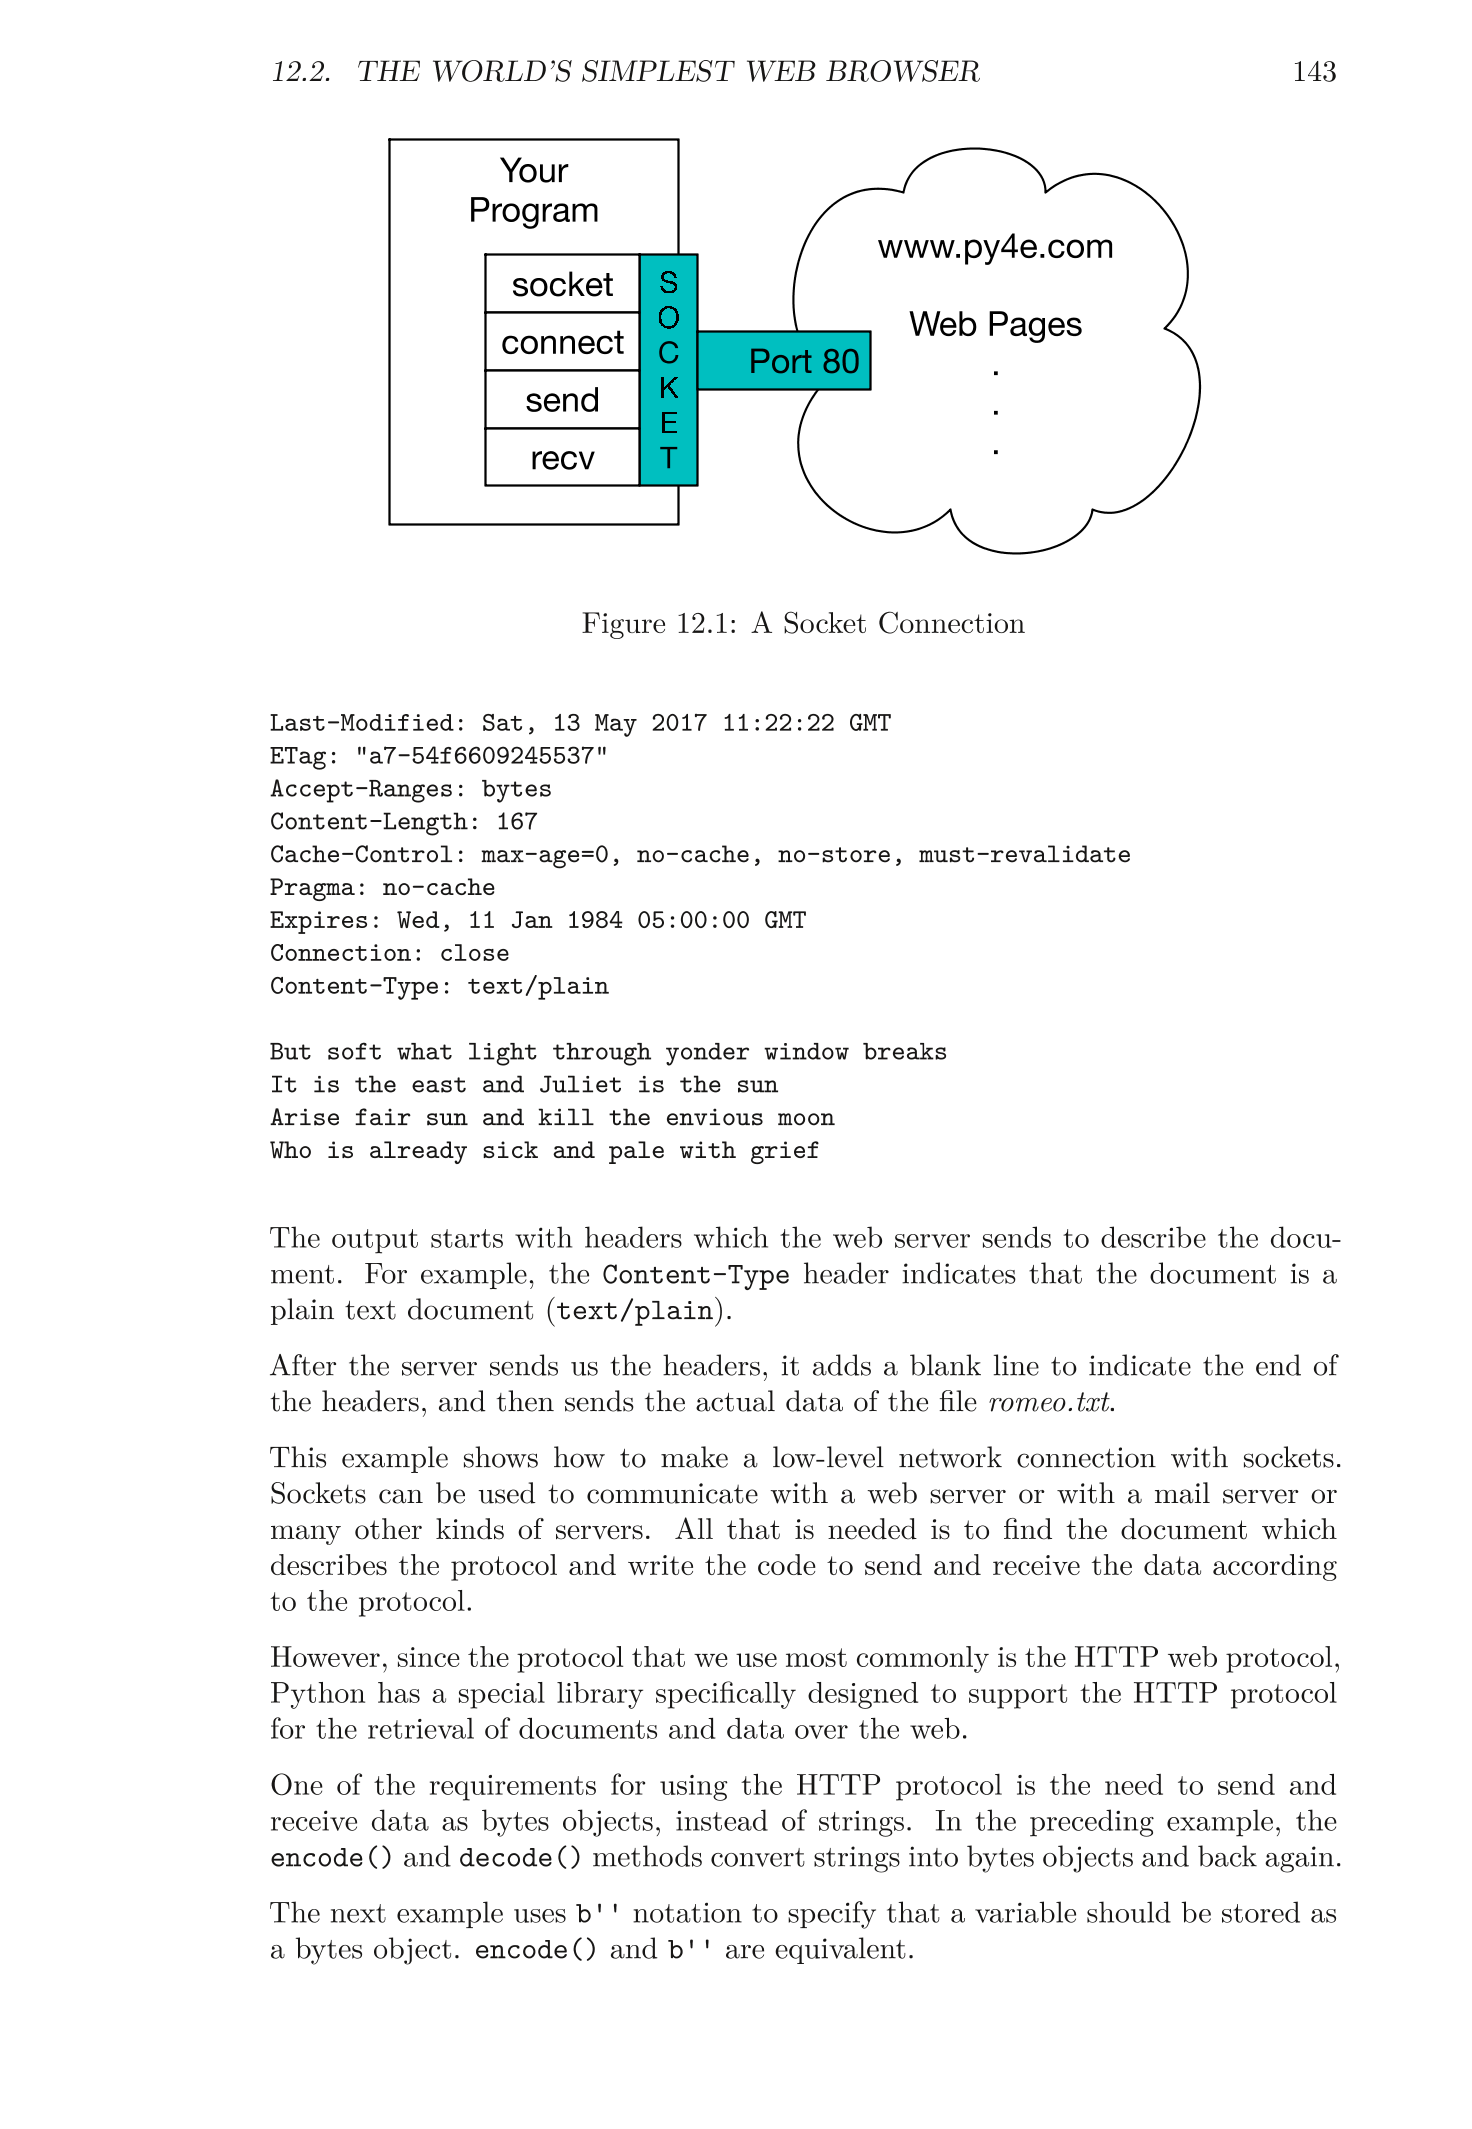 12.2. THE WORLD'S SIMPLEST WEB BROWSER 143
Your
Program
socket
connect
send
recv
SOCKET
Port 80
www.py4e.com
Web Pages
.
.
.
Figure 12.1: A Socket Connection
Last-Modified: Sat, 13 May 2017 11:22:22 GMT
ETag: "a7-54f6609245537"
Accept-Ranges: bytes
Content-Length: 167
Cache-Control: max-age=0, no-cache, no-store, must-revalidate
Pragma: no-cache
Expires: Wed, 11 Jan 1984 05:00:00 GMT
Connection: close
Content-Type: text/plain
But soft what light through yonder window breaks
It is the east and Juliet is the sun
Arise fair sun and kill the envious moon
Who is already sick and pale with grief
The output starts with headers which the web server sends to describe the docu-
ment. For example, the Content-Type header indicates that the document is a
plain text document (text/plain).
After the server sends us the headers, it adds a blank line to indicate the end of
the headers, and then sends the actual data of the file romeo.txt.
This example shows how to make a low-level network connection with sockets.
Sockets can be used to communicate with a web server or with a mail server or
many other kinds of servers. All that is needed is to find the document which
describes the protocol and write the code to send and receive the data according
to the protocol.
However, since the protocol that we use most commonly is the HTTP web protocol,
Python has a special library specifically designed to support the HTTP protocol
for the retrieval of documents and data over the web.
One of the requirements for using the HTTP protocol is the need to send and
receive data as bytes objects, instead of strings. In the preceding example, the
encode() and decode() methods convert strings into bytes objects and back again.
The next example uses b'' notation to specify that a variable should be stored as
a bytes object. encode() and b'' are equivalent.